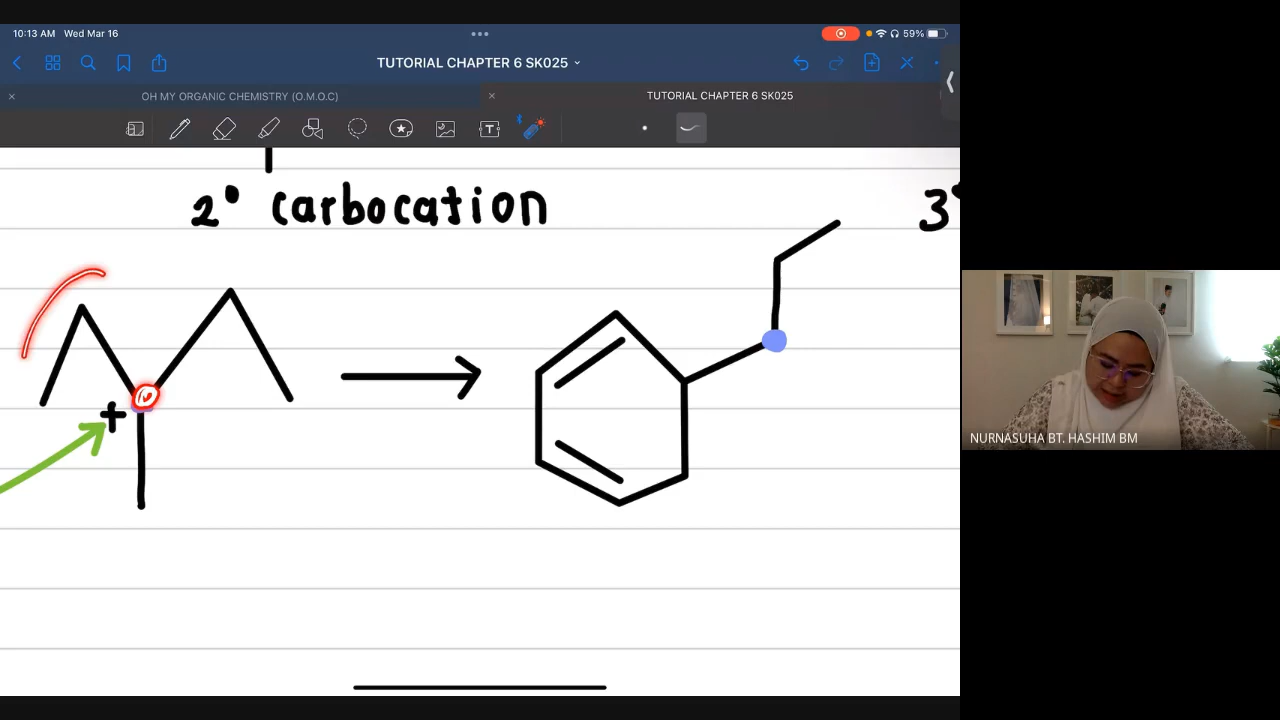 10:13 AM Wed Mar 16
59%
TUTORIAL CHAPTER 6 SK025
OH MY ORGANIC CHEMISTRY (O.M.O.C)
TUTORIAL CHAPTER 6 SK025
2° carbocation
3°
+
NURNASUHA BT. HASHIM BM